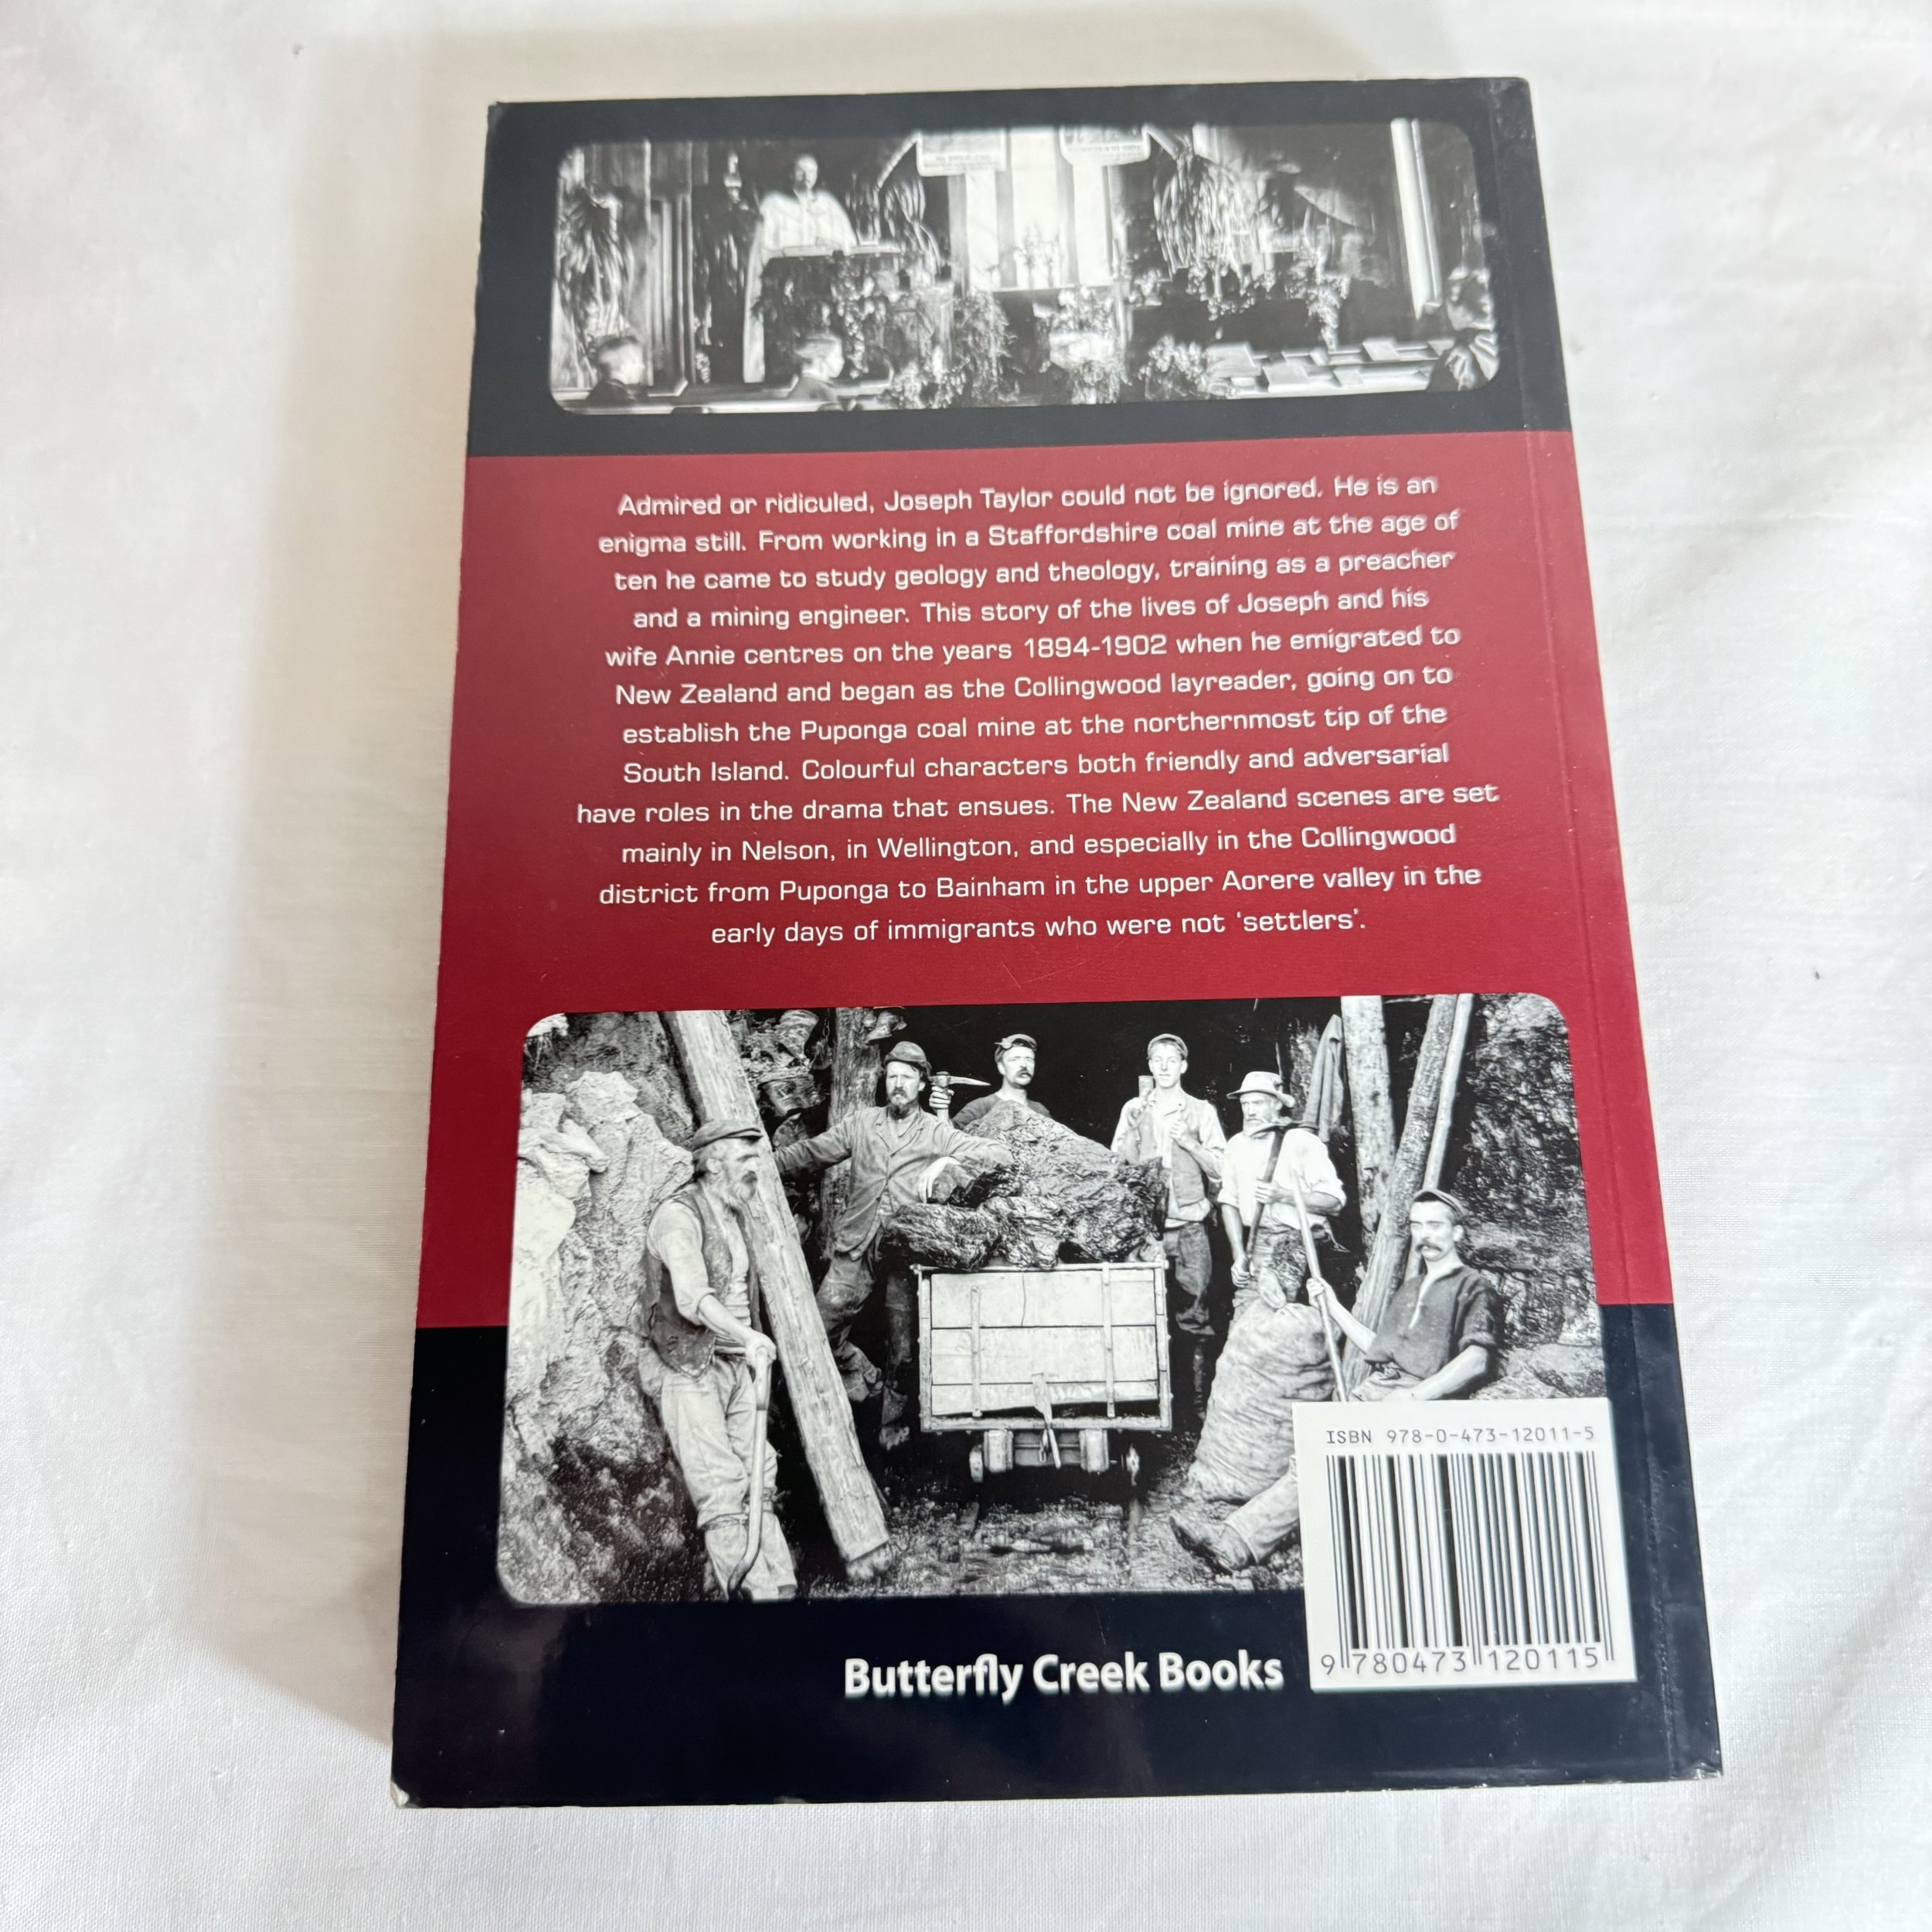 Admired or ridiculed, Joseph Taylor could not be ignored. He is an
enigma still. From working in a Staffordshire coal mine at the age of
ten he came to study geology and theology, training as a preacher
and a mining engineer. This story of the lives of Joseph and his
wife Annie centres on the years 1894-1902 when he emigrated to
New Zealand and began as the Collingwood layreader, going on to
establish the Puponga coal mine at the northernmost tip of the
South Island. Colourful characters both friendly and adversarial
have roles in the drama that ensues. The New Zealand scenes are set
mainly in Nelson, in Wellington, and especially in the Collingwood
district from Puponga to Bainham in the upper Aorere valley in the
early days of immigrants who were not ‘settlers’.
ISBN 978-0-473-12011-5
9 780473 120115
Butterfly Creek Books